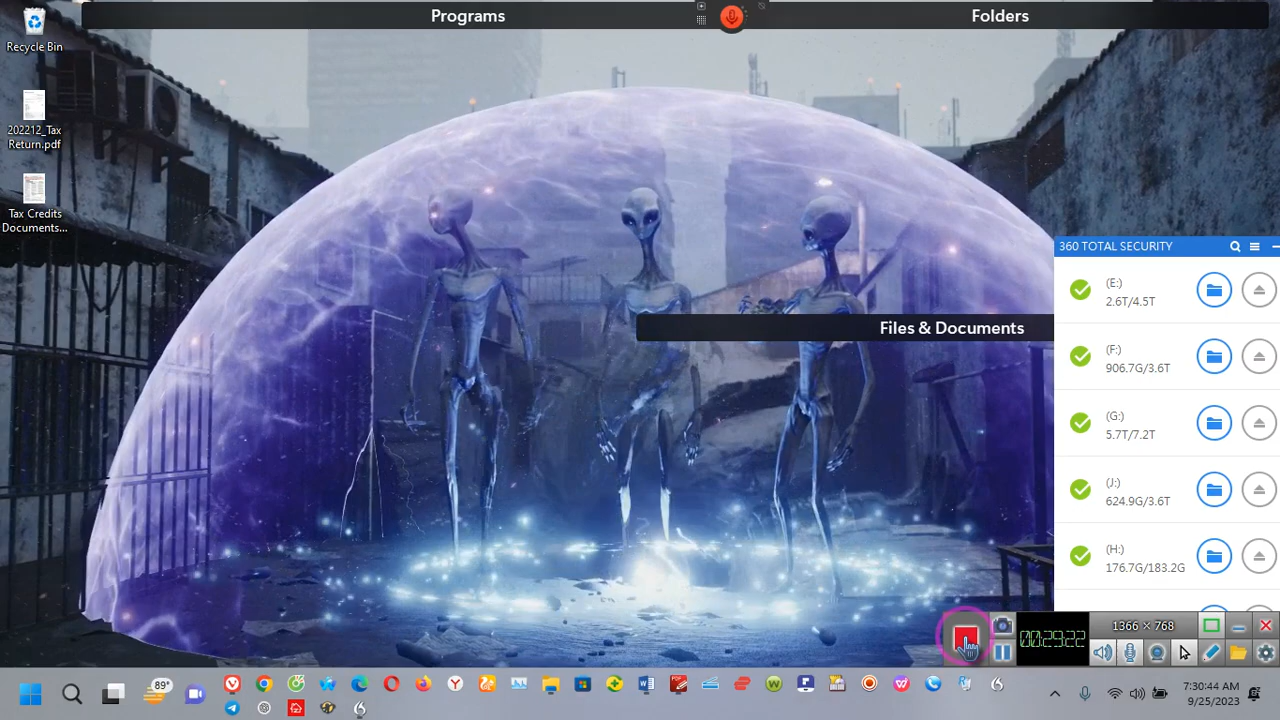 Programs
Folders
Recycle Bin
202212_Tax
Return.pdf
Tax Credits
Documents...
360 TOTAL SECURITY
(E:)
2.6T/4.5T
Files & Documents
(F:)
906.7G/3.6T
(G:)
5.7T/7.2T
(J:)
624.9G/3.6T
(H:)
176.7G/183.2G
00:29:22
1366 × 768
89°
7:30:44 AM
9/25/2023